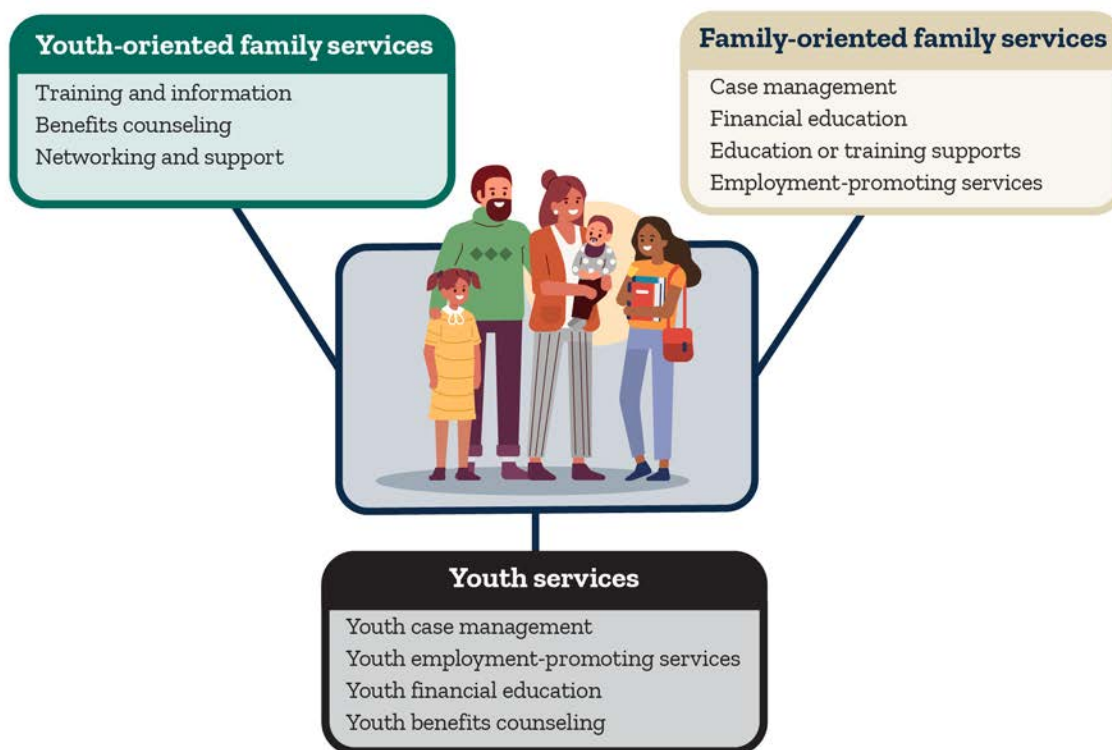 Youth-oriented family services
Training and information
Benefits counseling
Networking and support
Family-oriented family services
Case management
Financial education
Education or training supports
Employment-promoting services
Youth services
Youth case management
Youth employment-promoting services
Youth financial education
Youth benefits counseling